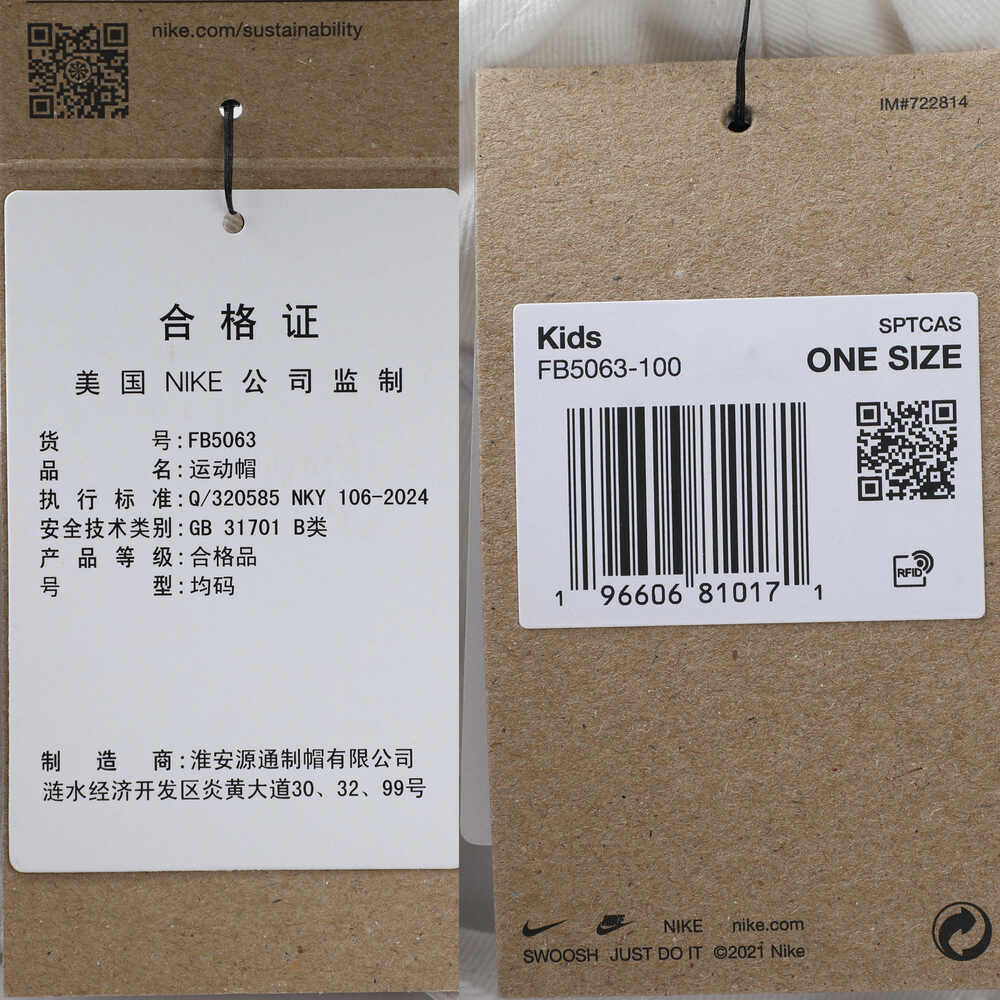 nike.com/sustainability
合格证
美国 NIKE 公司监制
货号:FB5063
品名:运动帽
执行标准:Q/320585 NKY 106-2024
安全技术类别:GB 31701 B类
产品等级:合格品
号型:均码
制造商:淮安源通制帽有限公司
涟水经济开发区炎黄大道30、32、99号
IM#722814
Kids
SPTCAS
FB5063-100
ONE SIZE
1 96606 81017 1
RFID
NIKE nike.com
SWOOSH JUST DO IT ©2021 Nike